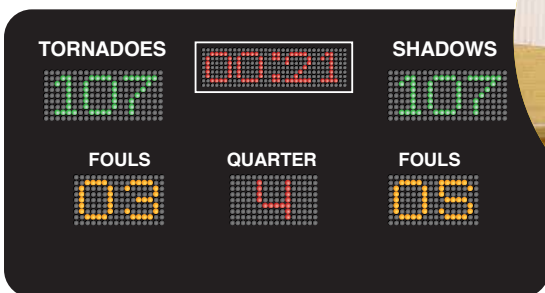 TORNADOES 00:21 SHADOWS
107 107
FOULS QUARTER FOULS
03 4 05